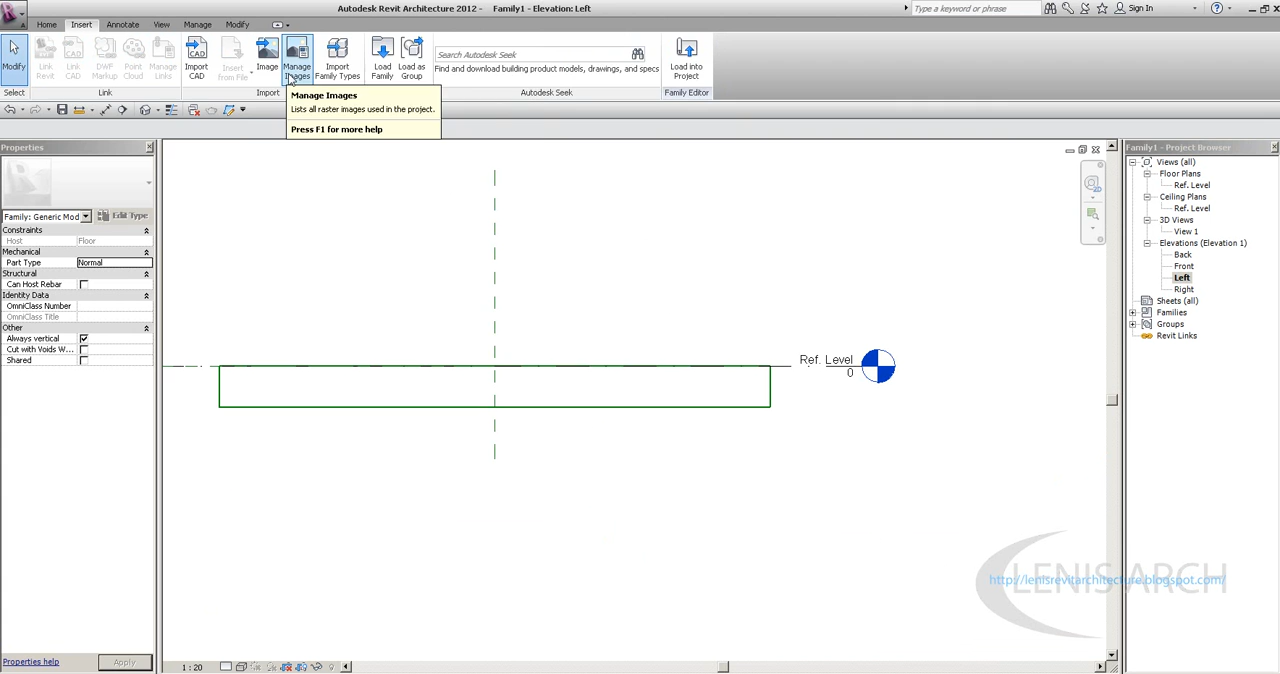 Autodesk Revit Architecture 2012 -    Family1 - Elevation: Left
Type a keyword or phrase
Sign In
Home
Insert
Annotate
View
Manage
Modify
Modify
Link Revit
Link CAD
DWF Markup
Point Cloud
Manage Links
Import CAD
Insert from File
Image
Manage Images
Import Family Types
Load Family
Load as Group
Search Autodesk Seek
Find and download building product models, drawings, and specs
Load into Project
Select
Link
Import
Autodesk Seek
Family Editor
Manage Images
Lists all raster images used in the project.
Press F1 for more help
Properties
Family: Generic Mod
Edit Type
Constraints
Host
Floor
Mechanical
Part Type
Normal
Structural
Can Host Rebar
Identity Data
OmniClass Number
OmniClass Title
Other
Always vertical
Cut with Voids W...
Shared
Properties help
Apply
Ref. Level
0
2D
Family1 - Project Browser
Views (all)
Floor Plans
Ref. Level
Ceiling Plans
Ref. Level
3D Views
View 1
Elevations (Elevation 1)
Back
Front
Left
Right
Sheets (all)
Families
Groups
Revit Links
LENIS ARCH
http://lenisrevitarchitecture.blogspot.com/
1 : 20